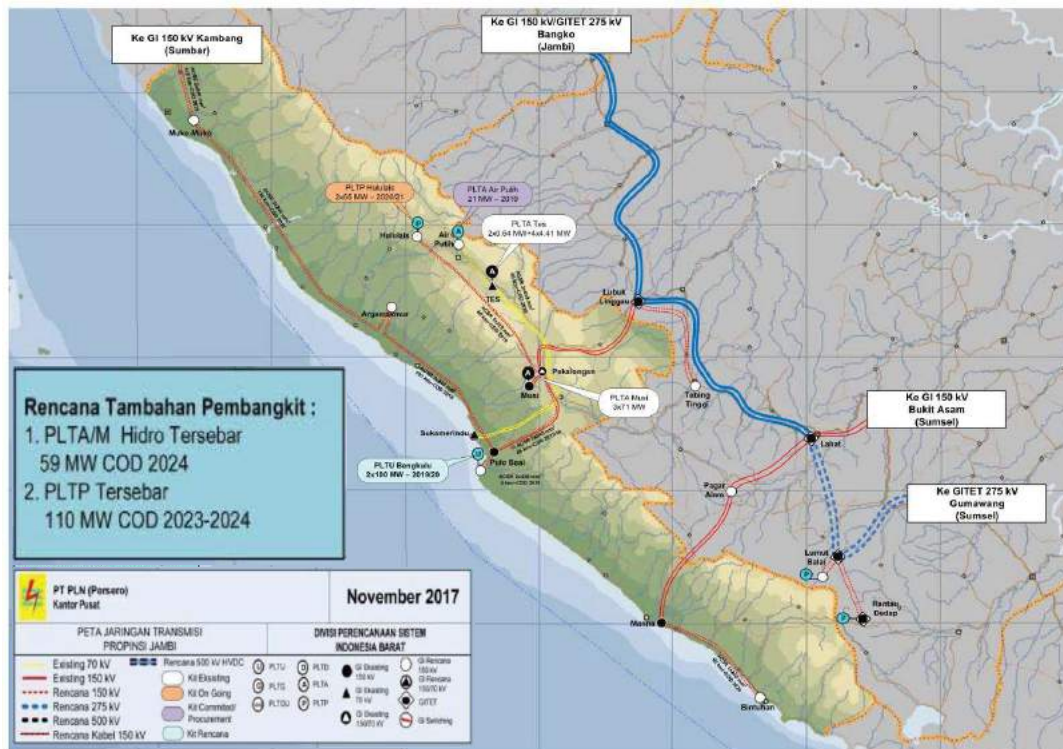 Ke GI 150 kV Kambang
(Sumbar)
Ke GI 150 kV/GITET 275 kV
Bangko
(Jambi)
Muko Muko
PLTP Hululais
2x55 MW – 2020/21
PLTA Air Putih
21 MW – 2019
PLTA Tes
2x0.64 MW+4x4.41 MW
Hululais
Air
Putih
TES
Lubuk
Linggau
Pekalongan
Musi
PLTA Musi
3x71 MW
Tebing
Tinggi
Ke GI 150 kV
Bukit Asam
(Sumsel)
Rencana Tambahan Pembangkit :
1. PLTA/M Hidro Tersebar
59 MW COD 2024
2. PLTP Tersebar
110 MW COD 2023-2024
Sukamerindu
Pulo Baai
PLTU Bengkulu
2x100 MW – 2019/20
Lahat
Pagar
Alam
Ke GITET 275 kV
Gumawang
(Sumsel)
Lumut
Balai
Rantau
Dedap
Manna
Bintuhan
PT PLN (Persero)
Kantor Pusat
November 2017
PETA JARINGAN TRANSMISI
PROPINSI JAMBI
DIVISI PERENCANAAN SISTEM
INDONESIA BARAT
Existing 70 kV
Existing 150 kV
Rencana 150 kV
Rencana 275 kV
Rencana 500 kV
Rencana Kabel 150 kV
Rencana 500 kV HVDC
Kit Eksisting
Kit On Going
Kit Commited/
Procurement
Kit Rencana
PLTU
PLTG
PLTGU
PLTD
PLTA
PLTP
GI Eksisting
150 kV
GI Eksisting
70 kV
GI Eksisting
150/70 kV
GI Rencana
150 kV
GI Rencana
150/70 kV
GITET
GI Switching